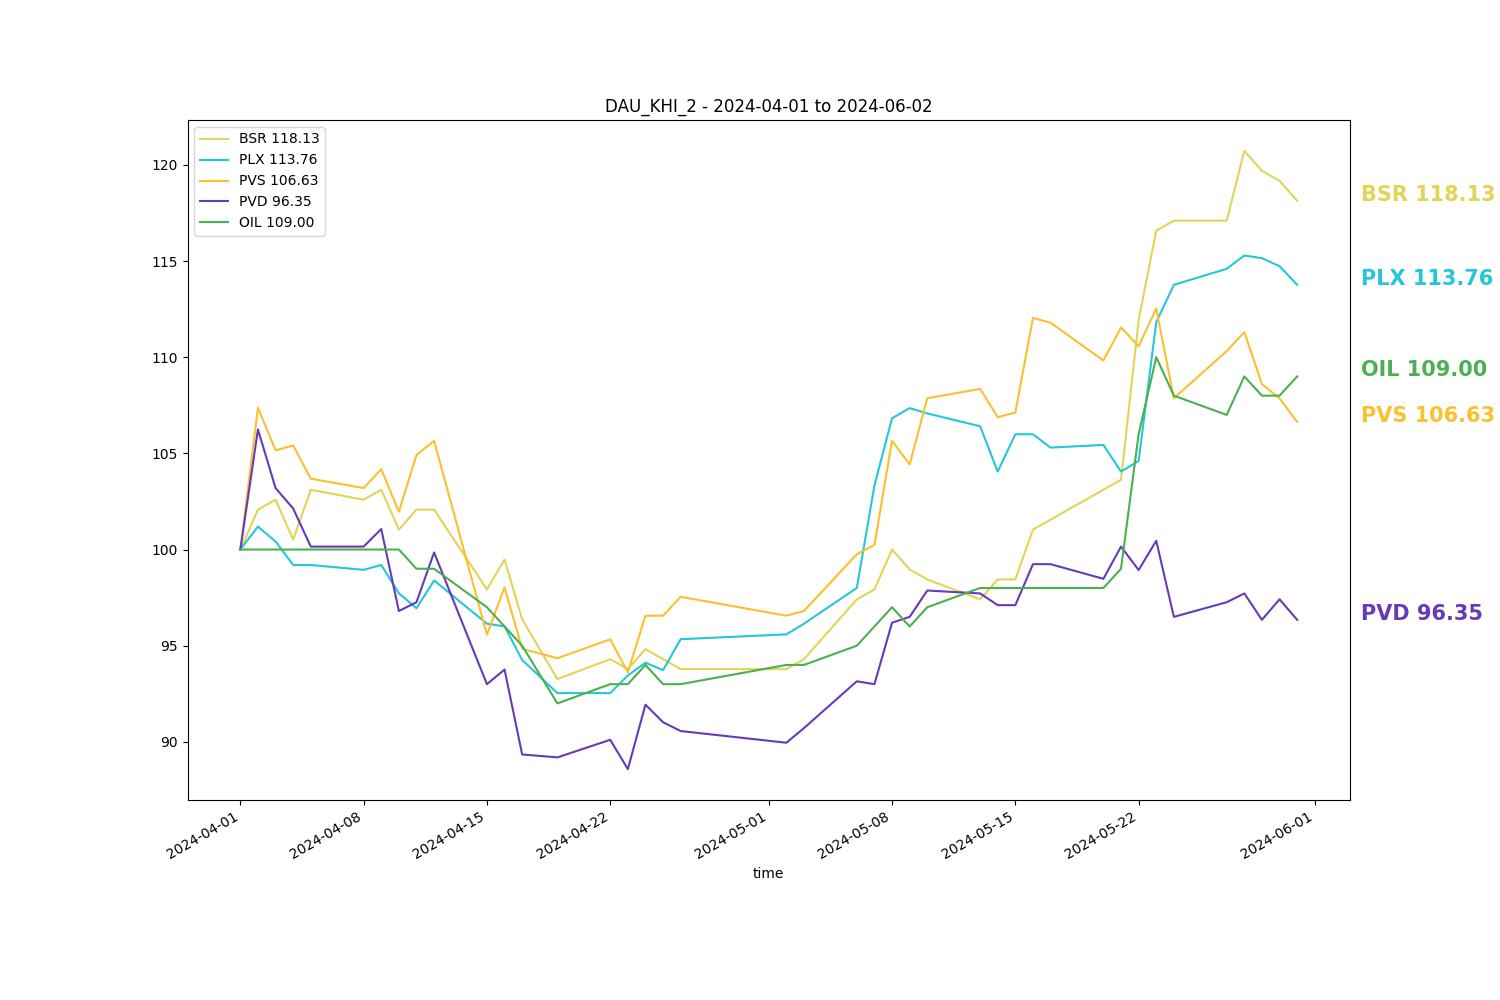 DAU_KHI_2 - 2024-04-01 to 2024-06-02
BSR 118.13
PLX 113.76
PVS 106.63
PVD 96.35
OIL 109.00
120
115
110
105
100
95
90
BSR 118.13
PLX 113.76
OIL 109.00
PVS 106.63
PVD 96.35
2024-04-01
2024-04-08
2024-04-15
2024-04-22
2024-05-01
2024-05-08
2024-05-15
2024-05-22
2024-06-01
time